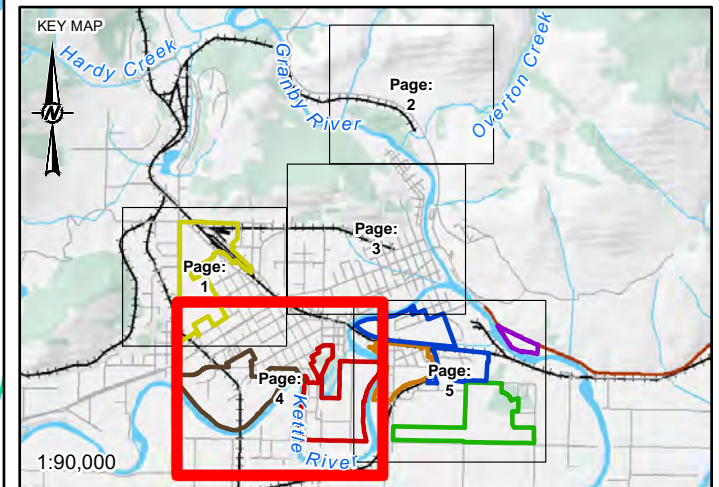 KEY MAP
Hardy Creek
N
Granby River
Overton Creek
Page:
2
Page:
3
Page:
1
Page:
4
Page:
5
Kettle River
1:90,000